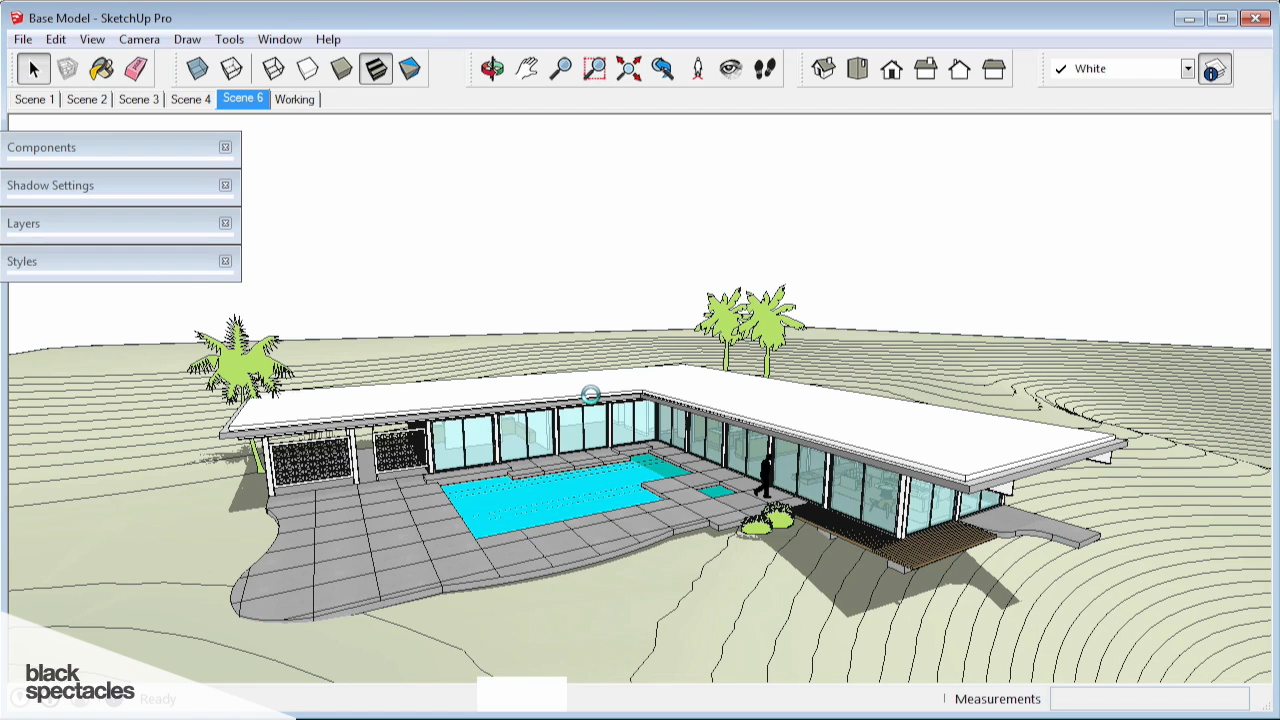 Base Model - SketchUp Pro
File Edit View Camera Draw Tools Window Help
White
Scene 1 Scene 2 Scene 3 Scene 4 Scene 6 Working
Components
Shadow Settings
Layers
Styles
black
spectacles
Ready
Measurements